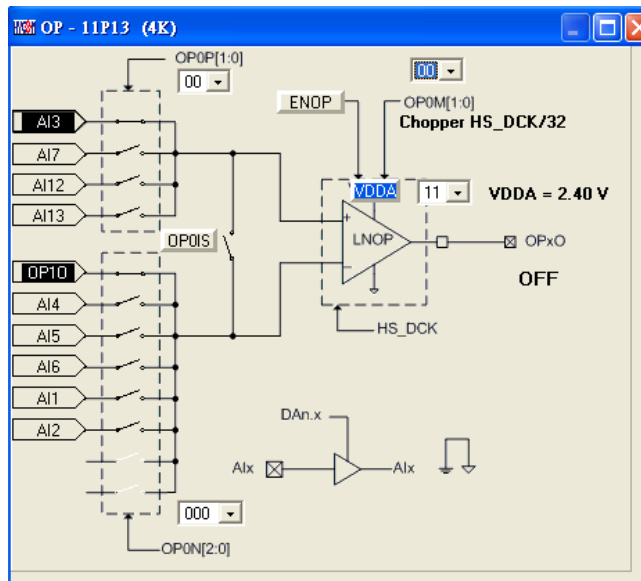 OP - 11P13 (4K)
OP0P[1:0]
00
00
ENOP
OP0M[1:0]
Chopper HS_DCK/32
AI3
AI7
AI12
AI13
VDDA
11
VDDA = 2.40 V
+
LNOP
-
OPxO
OFF
OP0IS
HS_DCK
OP1O
AI4
AI5
AI6
AI1
AI2
DAn.x
AIx
AIx
000
OP0N[2:0]